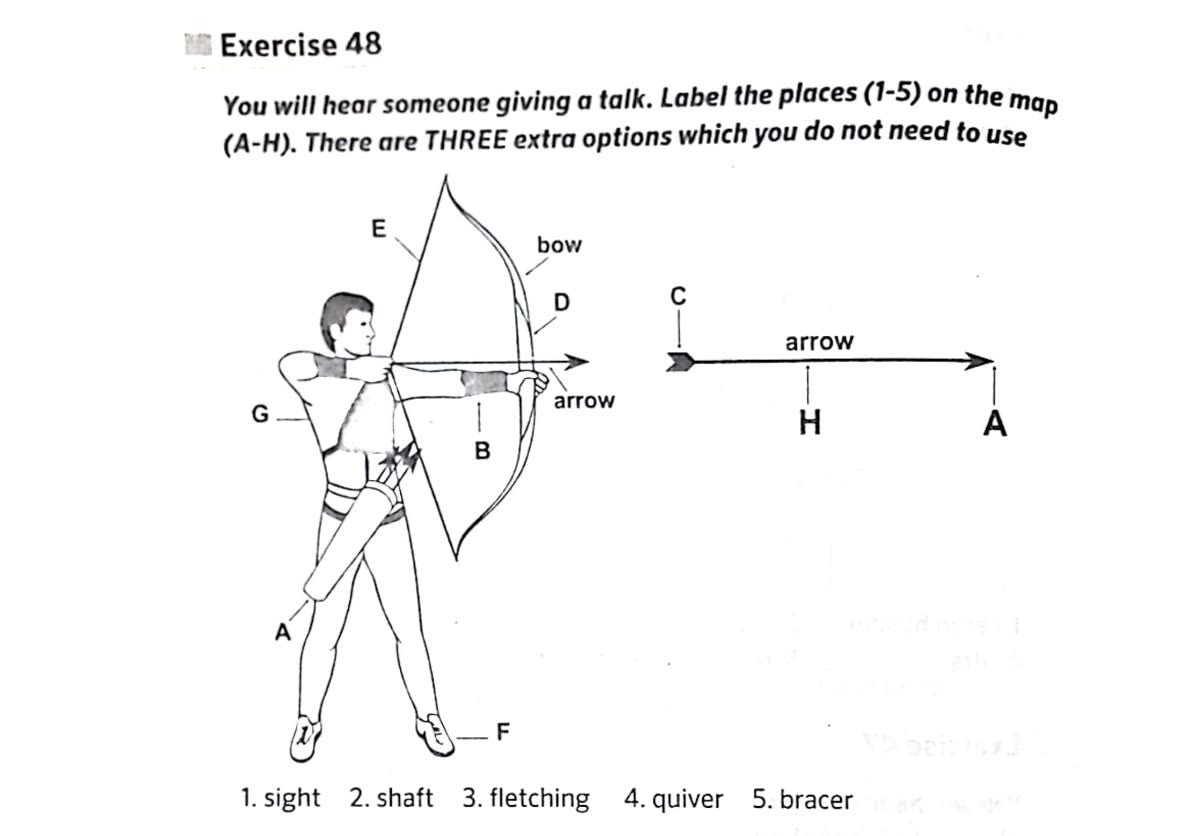 Exercise 48
You will hear someone giving a talk. Label the places (1-5) on the map
(A-H). There are THREE extra options which you do not need to use
E
bow
D
C
arrow
arrow
G
H
A
B
A
F
1. sight 2. shaft 3. fletching 4. quiver 5. bracer